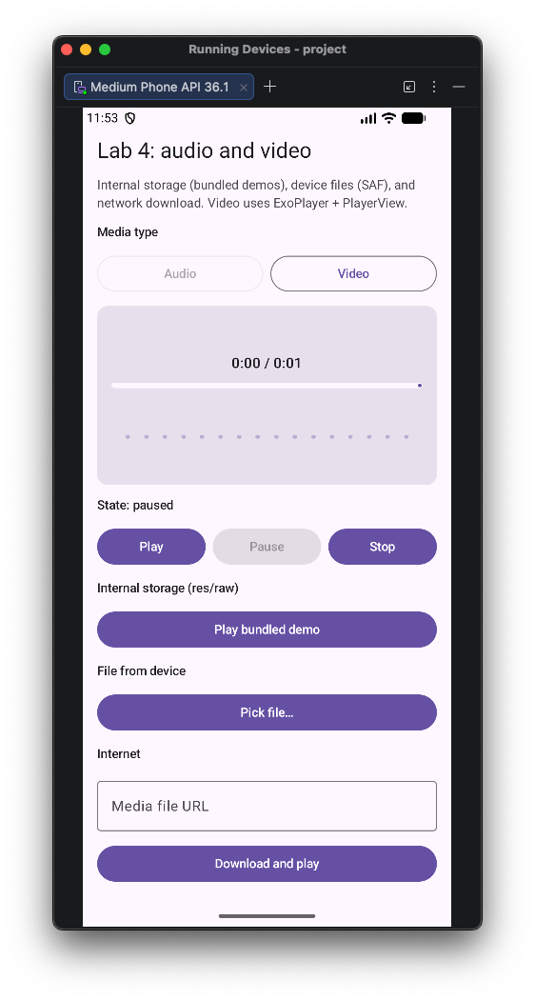 Running Devices - project
Medium Phone API 36.1
11:53
Lab 4: audio and video
Internal storage (bundled demos), device files (SAF), and
network download. Video uses ExoPlayer + PlayerView.
Media type
Audio
Video
0:00 / 0:01
State: paused
Play
Pause
Stop
Internal storage (res/raw)
Play bundled demo
File from device
Pick file...
Internet
Media file URL
Download and play